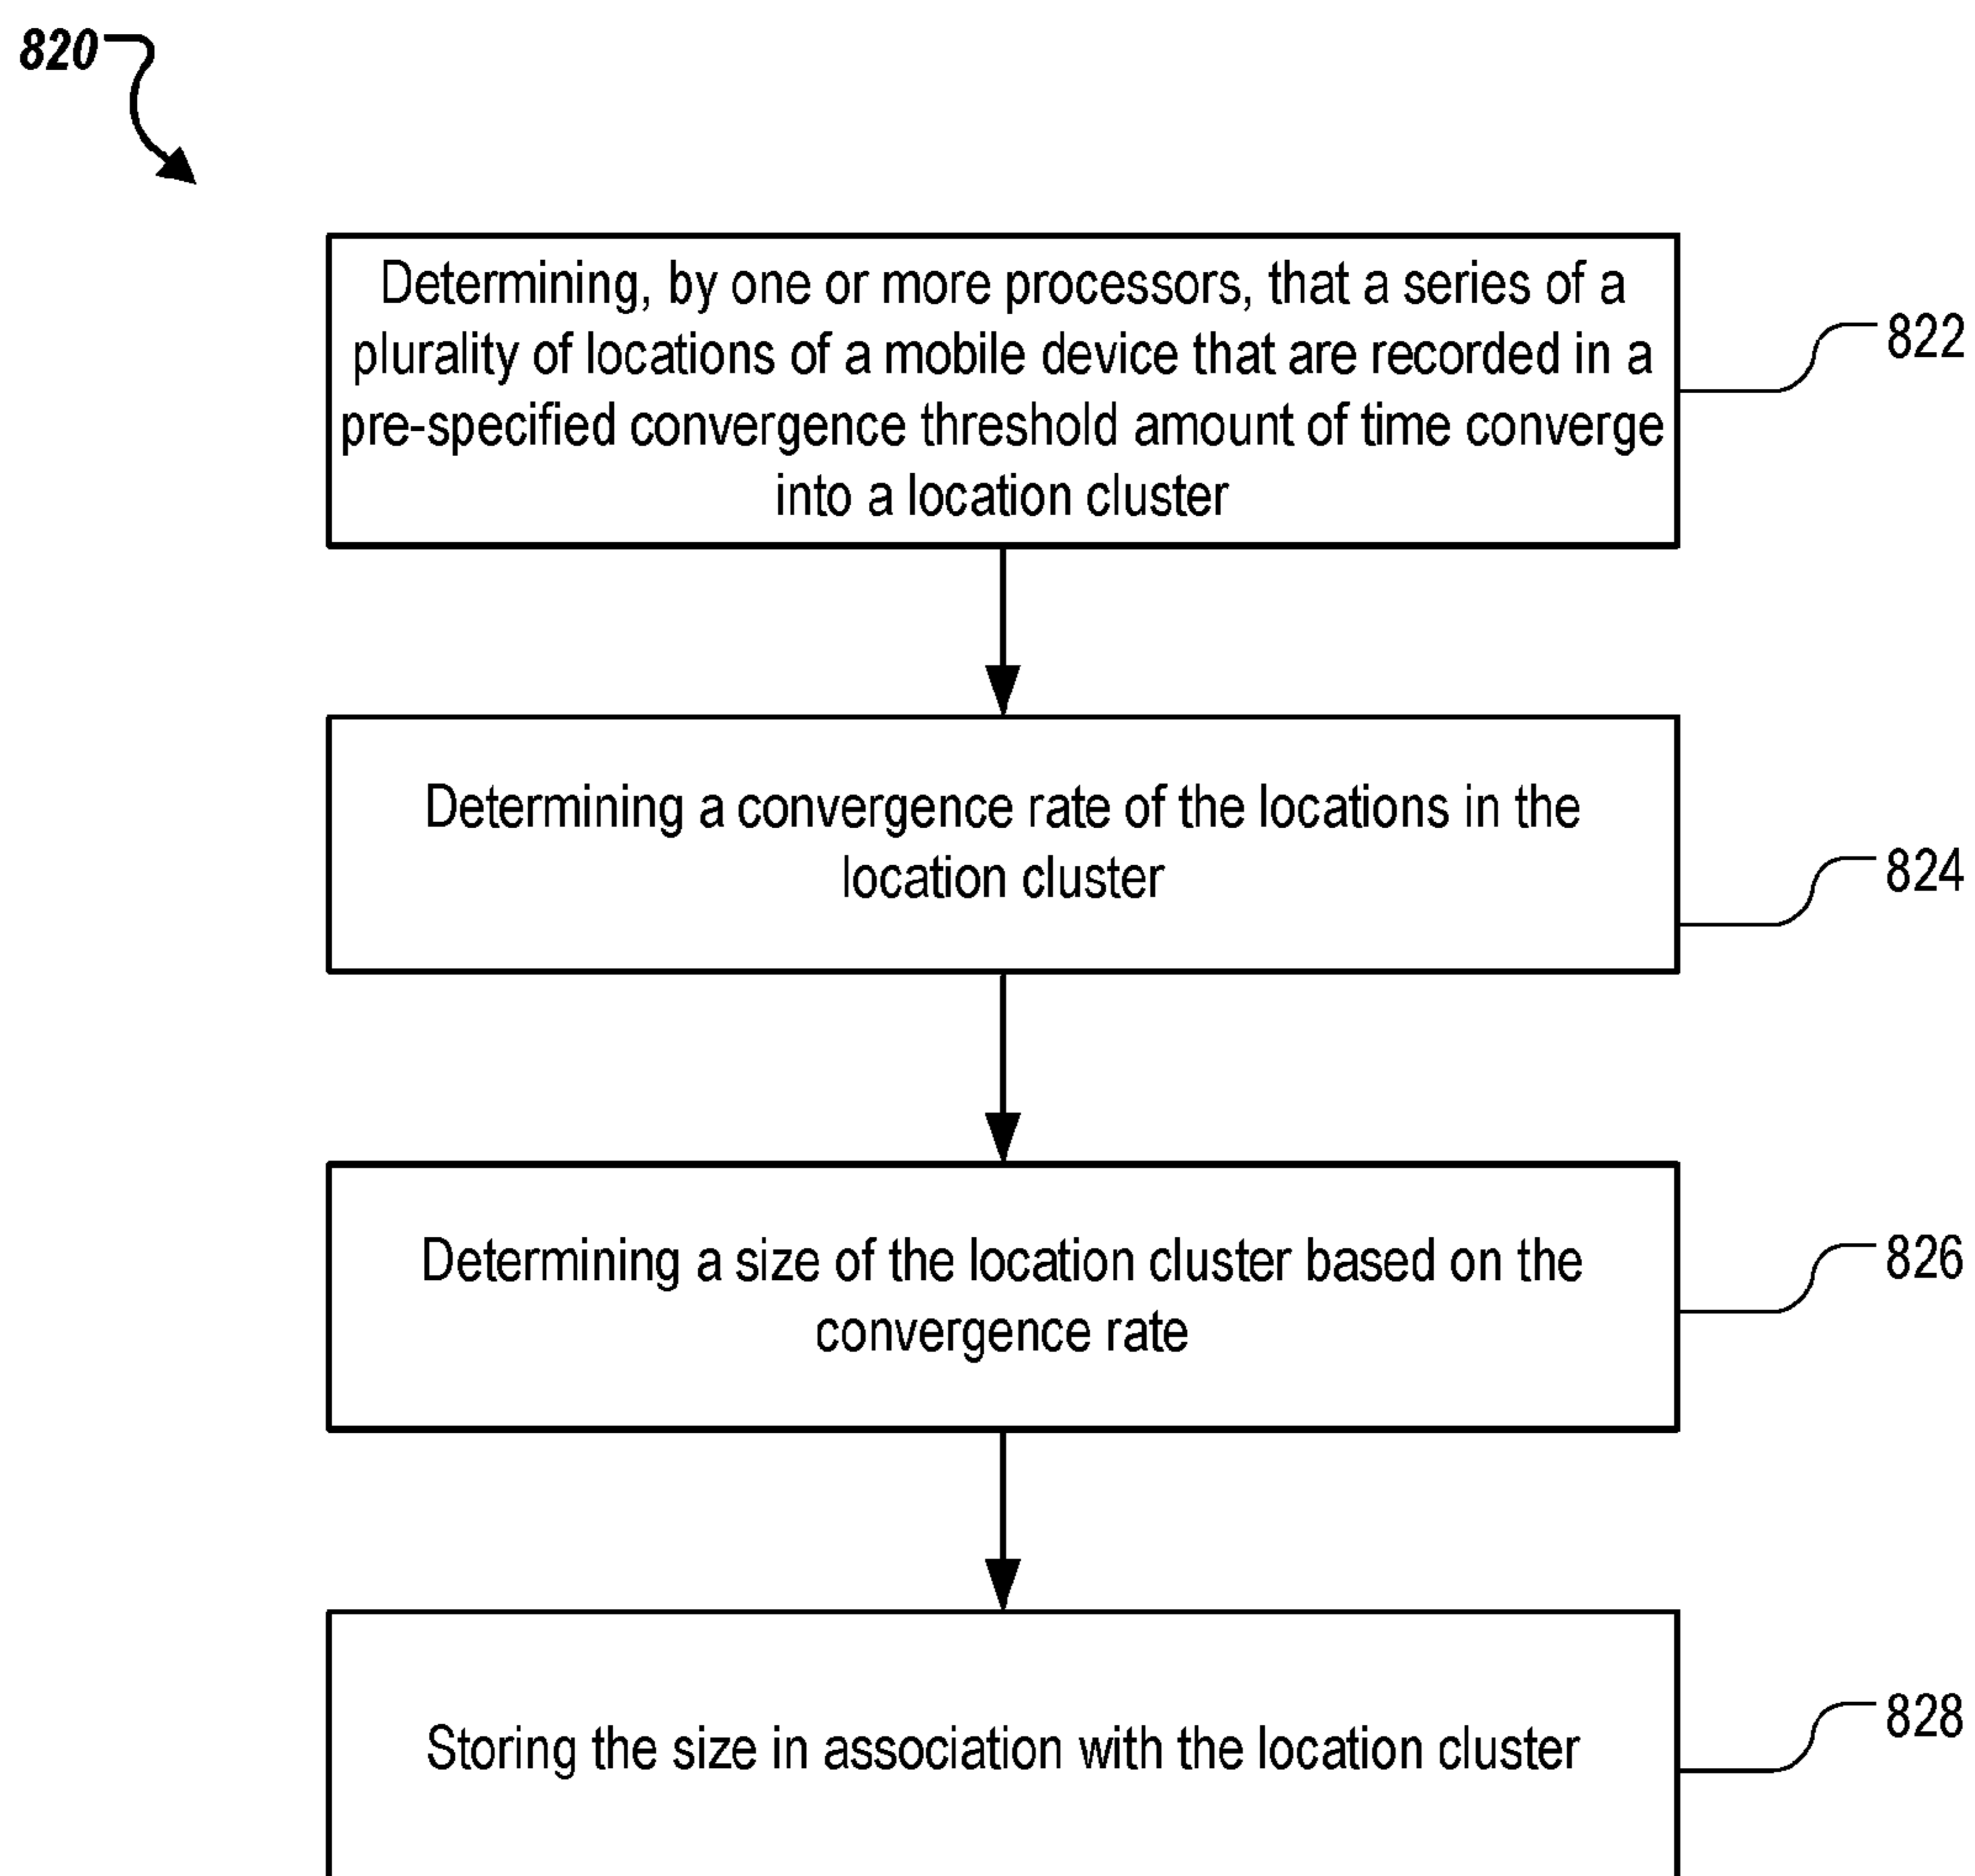 820
Determining, by one or more processors, that a series of a
plurality of locations of a mobile device that are recorded in a
pre-specified convergence threshold amount of time converge
into a location cluster
822
Determining a convergence rate of the locations in the
location cluster
824
Determining a size of the location cluster based on the
convergence rate
826
Storing the size in association with the location cluster
828